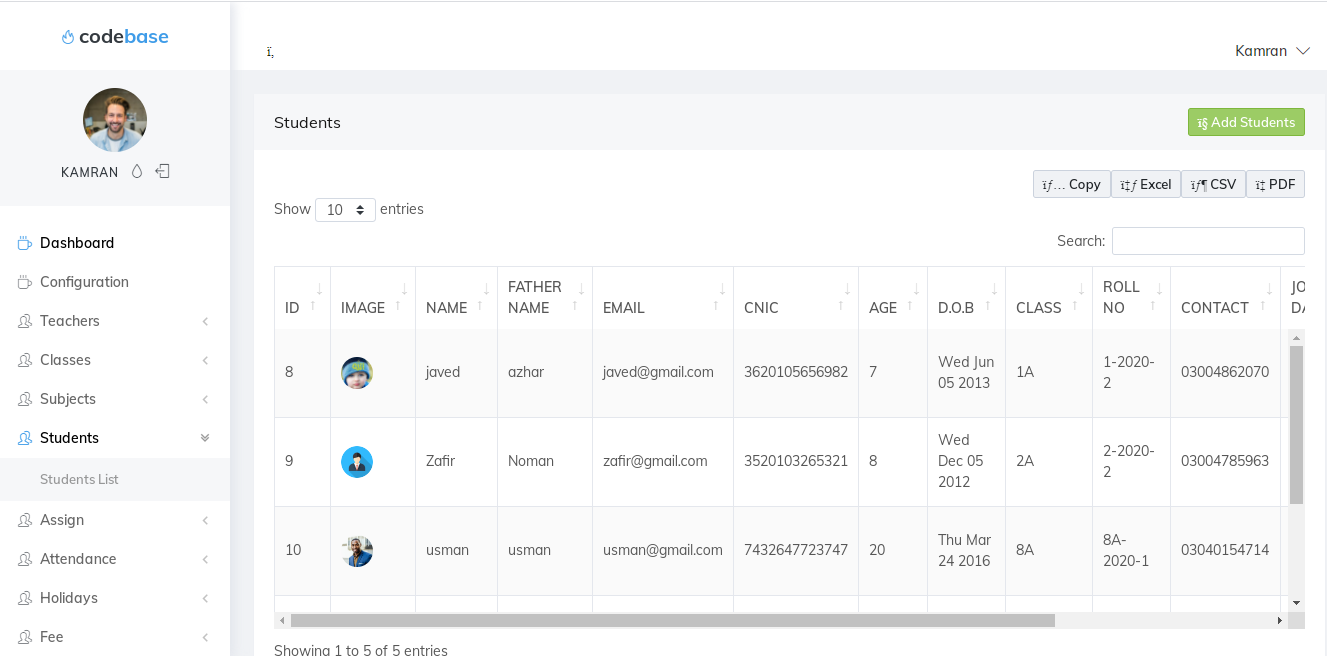 codebase
ï‚
Kamran
KAMRAN
Dashboard
Configuration
Teachers
Classes
Subjects
Students
Students List
Assign
Attendance
Holidays
Fee
Students
ï§ Add Students
ïƒ… Copy
ï‡ƒ Excel
ïƒ¶ CSV
ï‡ PDF
Show 10 entries
Search:
ID IMAGE NAME FATHER NAME EMAIL CNIC AGE D.O.B CLASS ROLL NO CONTACT JO DA
8 javed azhar javed@gmail.com 3620105656982 7 Wed Jun 05 2013 1A 1-2020-2 03004862070
9 Zafir Noman zafir@gmail.com 3520103265321 8 Wed Dec 05 2012 2A 2-2020-2 03004785963
10 usman usman usman@gmail.com 7432647723747 20 Thu Mar 24 2016 8A 8A-2020-1 03040154714
Showing 1 to 5 of 5 entries